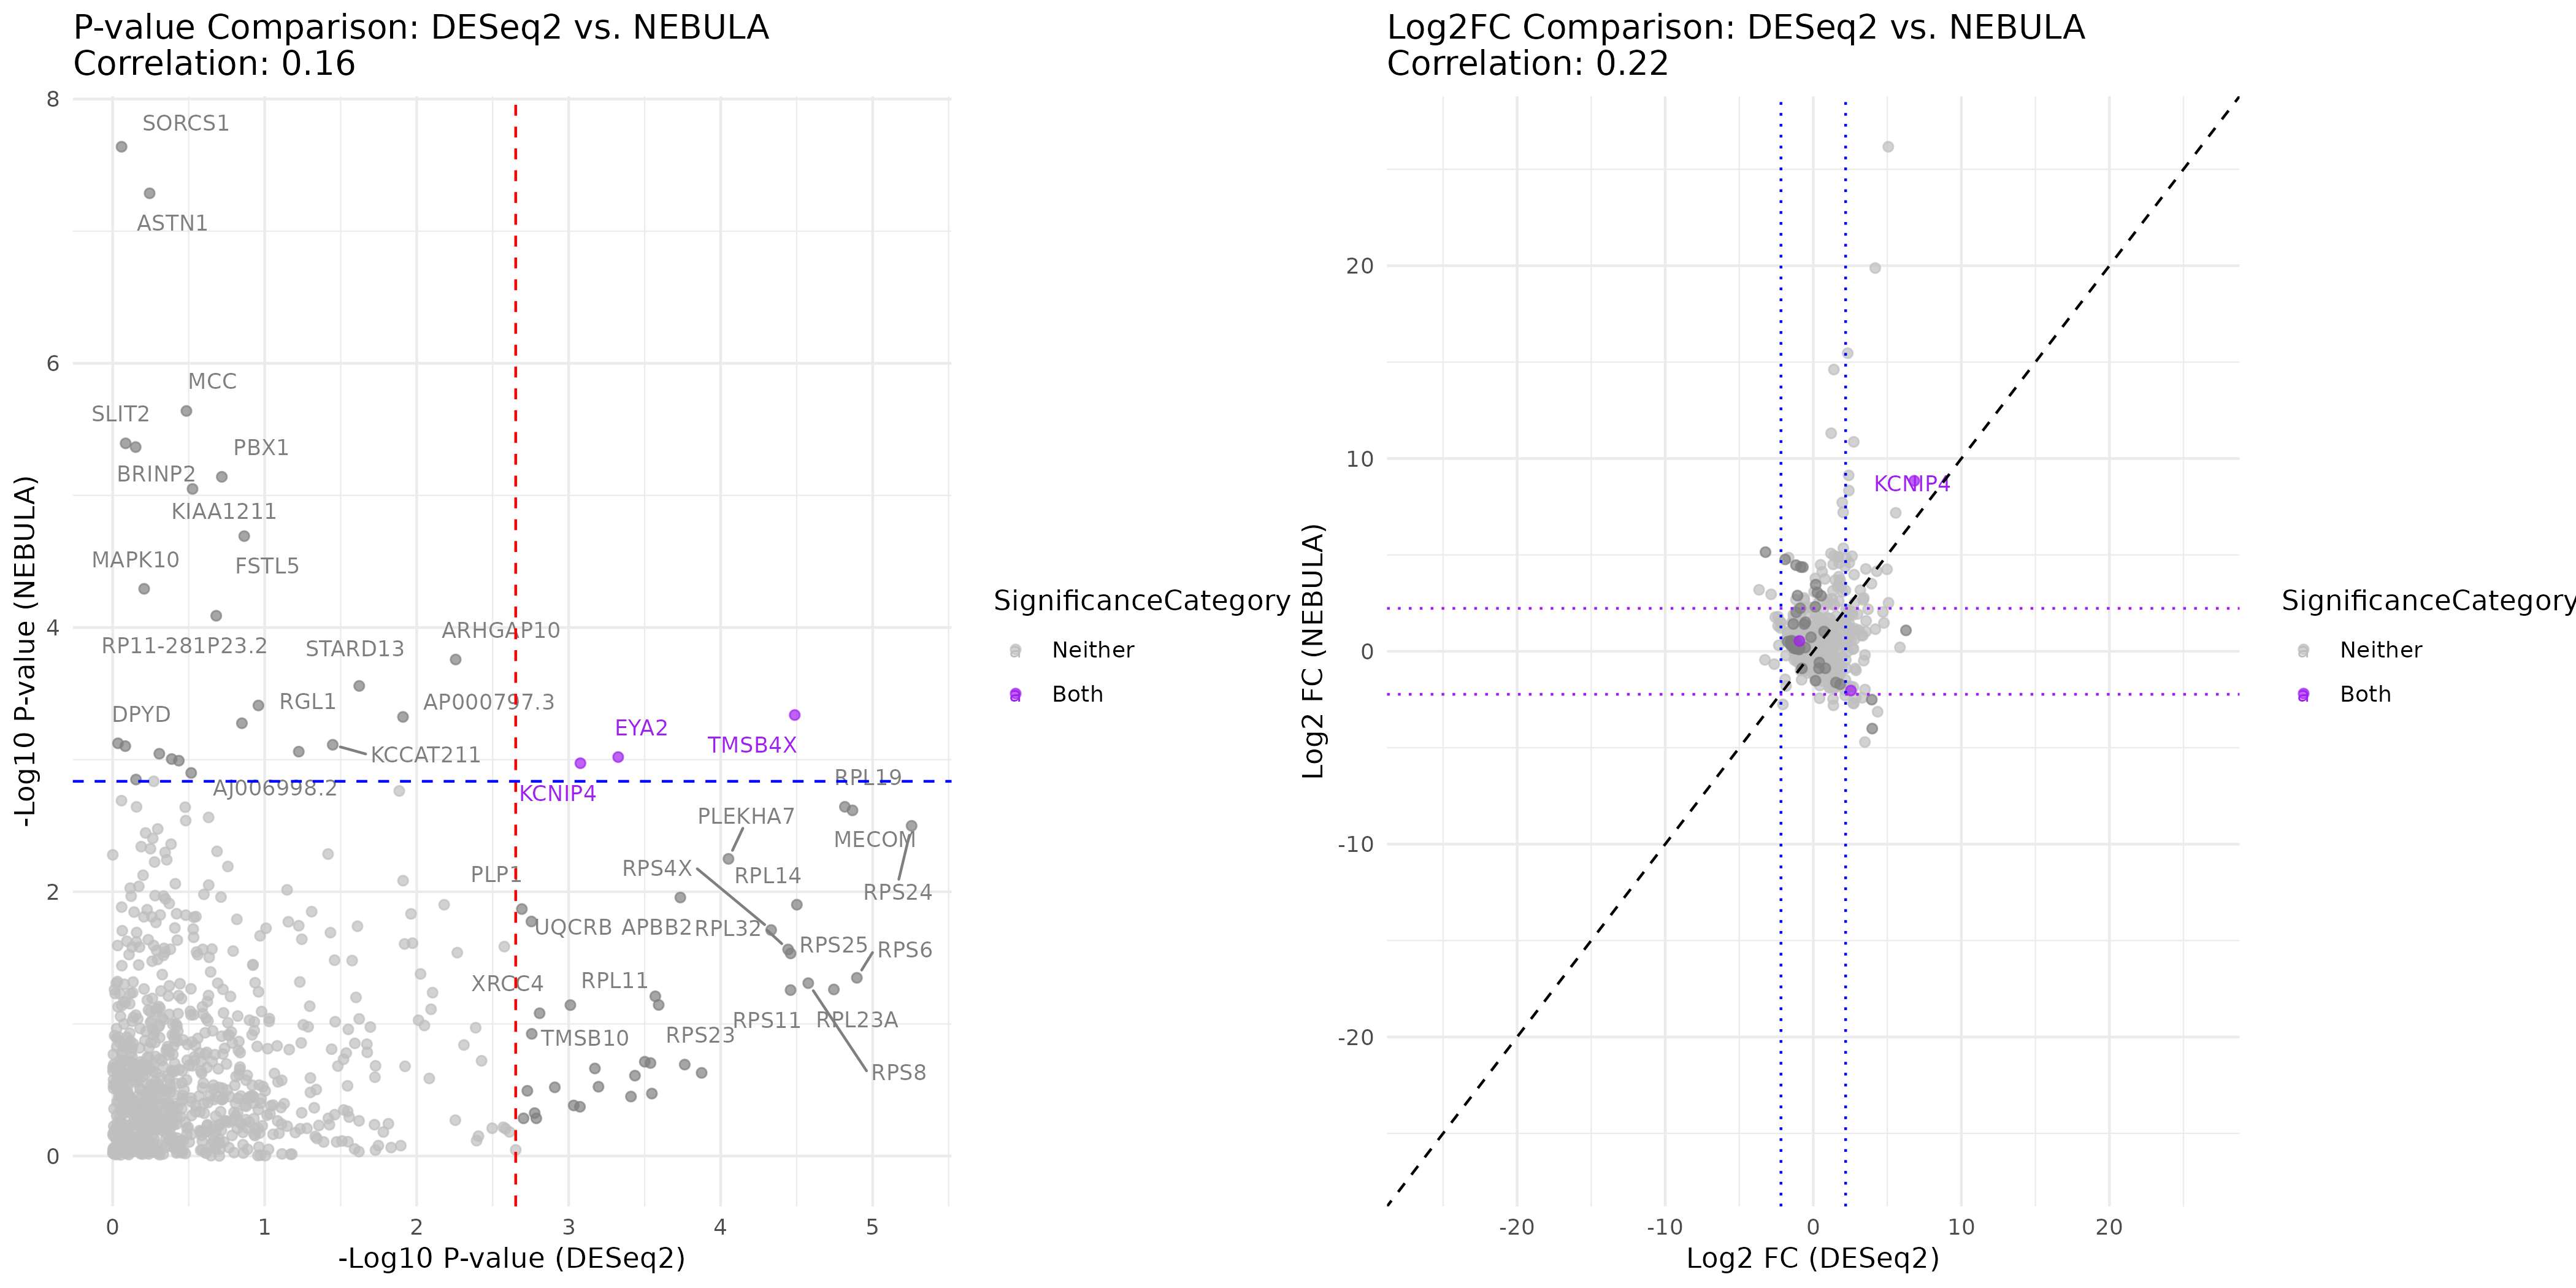 P-value Comparison: DESeq2 vs. NEBULA
Correlation: 0.16
8
6
4
2
0
-Log10 P-value (NEBULA)
SORCS1
ASTN1
MCC
SLIT2
PBX1
BRINP2
KIAA1211
MAPK10
FSTL5
RP11-281P23.2
STARD13
ARHGAP10
DPYD
RGL1
AP000797.3
KCCAT211
AJ006998.2
EYA2
TMSB4X
KCNIP4
RPL19
PLEKHA7
MECOM
RPS4X
RPL14
PLP1
RPS24
UQCRB
APBB2
RPL32
RPS25
RPS6
XRCC4
RPL11
RPS11
RPL23A
TMSB10
RPS23
RPS8
0
1
2
3
4
5
-Log10 P-value (DESeq2)
SignificanceCategory
a Neither
a Both
Log2FC Comparison: DESeq2 vs. NEBULA
Correlation: 0.22
20
10
0
-10
-20
Log2 FC (NEBULA)
KCNIP4
-20
-10
0
10
20
Log2 FC (DESeq2)
SignificanceCategory
a Neither
a Both